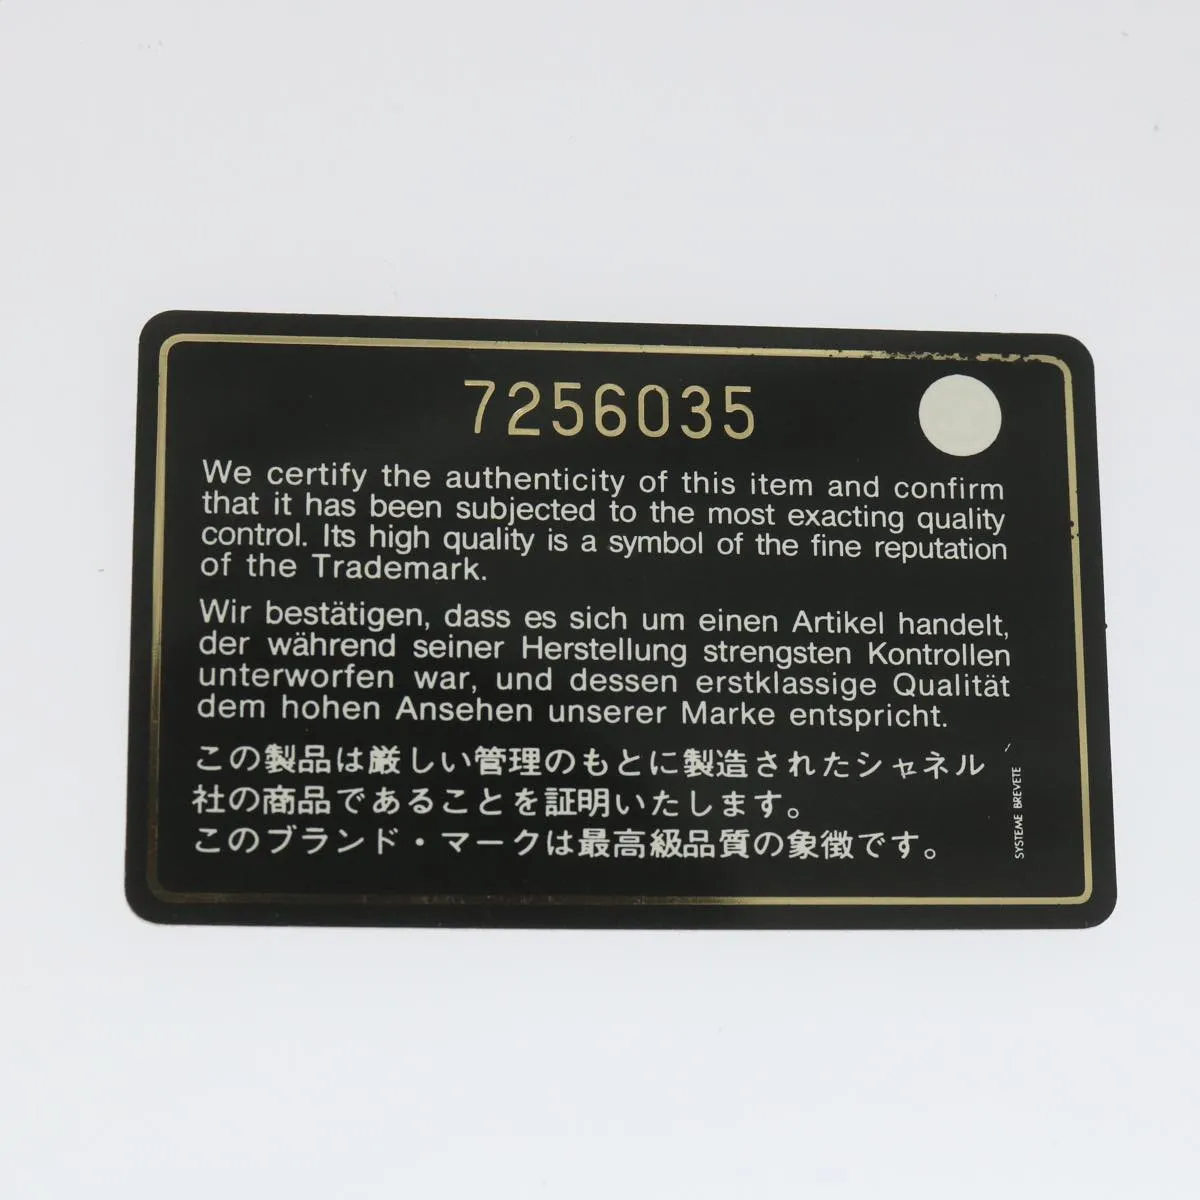 7256035
We certify the authenticity of this item and confirm
that it has been subjected to the most exacting quality
control. Its high quality is a symbol of the fine reputation
of the Trademark.
Wir bestätigen, dass es sich um einen Artikel handelt,
der während seiner Herstellung strengsten Kontrollen
unterworfen war, und dessen erstklassige Qualität
dem hohen Ansehen unserer Marke entspricht.
この製品は厳しい管理のもとに製造されたシャネル
社の商品であることを証明いたします。
このブランド・マークは最高級品質の象徴です。
SYSTEME BREVETE